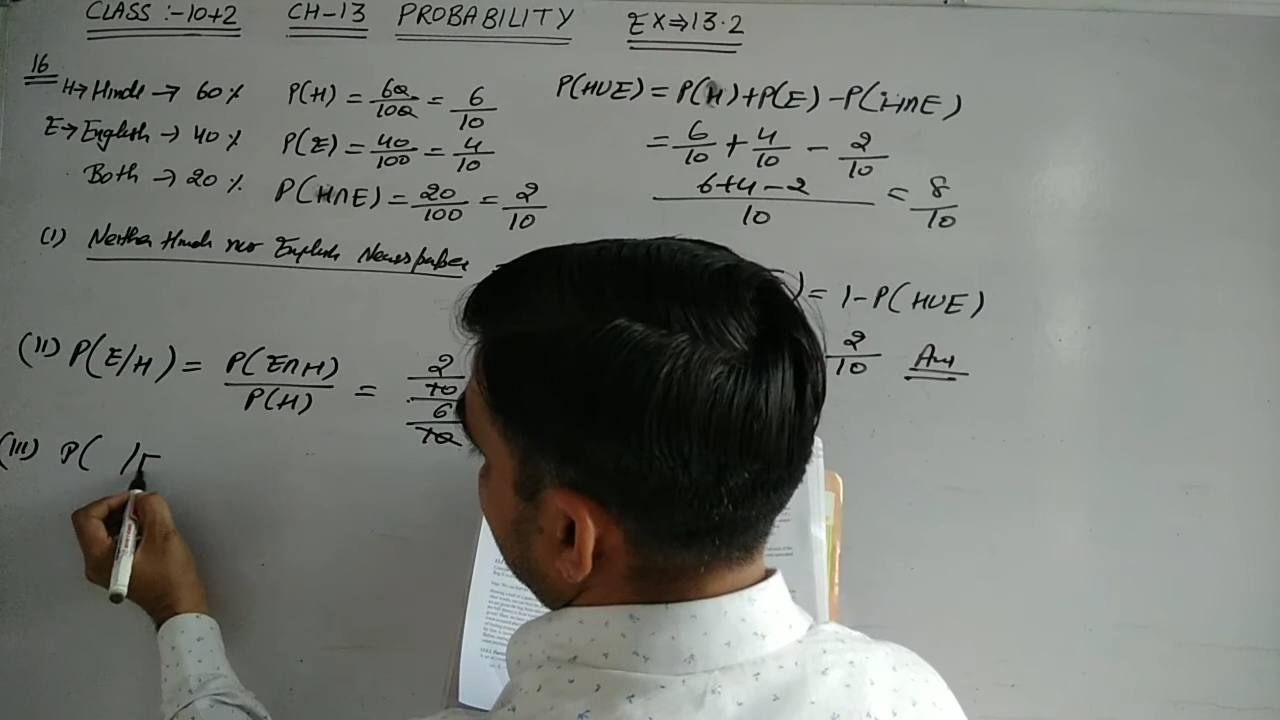 CLASS :- 10+2 CH-13 PROBABILITY EX⇒13.2
16
H→ Hindi → 60 % P(H) = 60/100 = 6/10
E→ English → 40 % P(E) = 40/100 = 4/10
Both → 20 % P(H∩E) = 20/100 = 2/10
P(HUE) = P(H)+P(E) - P(H∩E)
= 6/10 + 4/10 - 2/10
6+4-2/10 = 8/10
(I) Neither Hindi nor English Newspaper
) = 1-P(HUE)
2/10 Ans
(II) P(E/H) = P(E∩H)/P(H) = 2/10/6/10
(III) P( /